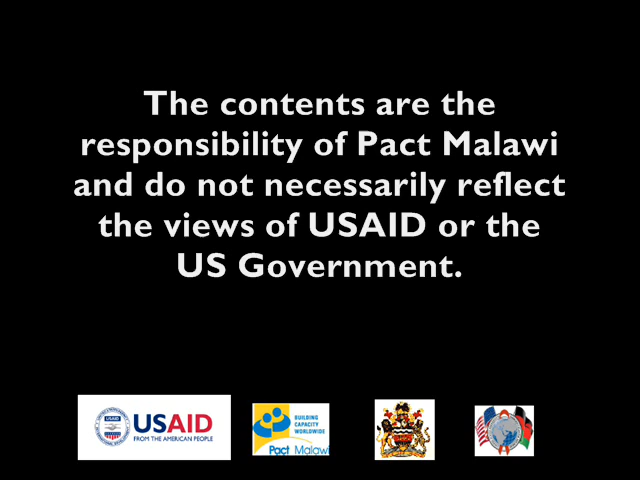 The contents are the
responsibility of Pact Malawi
and do not necessarily reflect
the views of USAID or the
US Government.
USAID
USAID
FROM THE AMERICAN PEOPLE
BUILDING
CAPACITY
WORLDWIDE
Pact Malawi